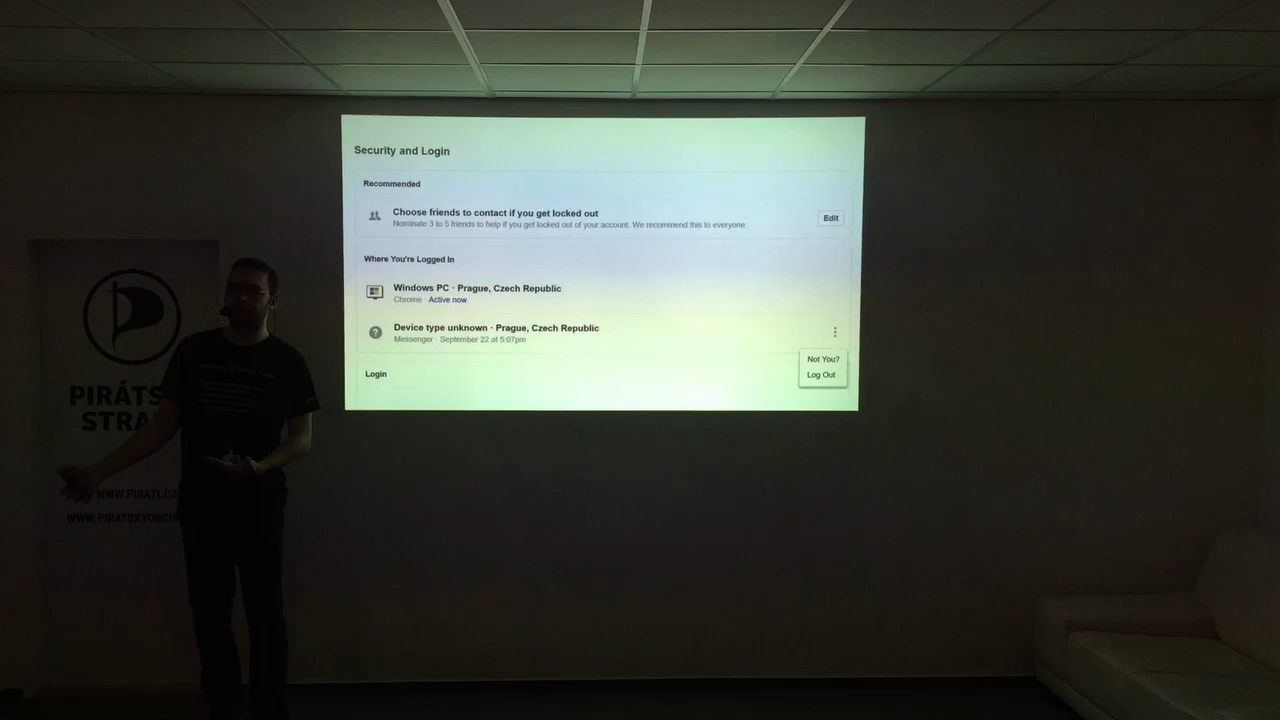 Security and Login
Recommended
Choose friends to contact if you get locked out
Nominate 3 to 5 friends to help if you get locked out of your account. We recommend this to everyone.
Edit
Where You're Logged In
Windows PC · Prague, Czech Republic
Chrome · Active now
Device type unknown · Prague, Czech Republic
Messenger · September 22 at 5:07pm
Not You?
Log Out
Login
PIRÁTS
STRA
WWW.PIRATI.CZ
WWW.PIRATSKYOBCH